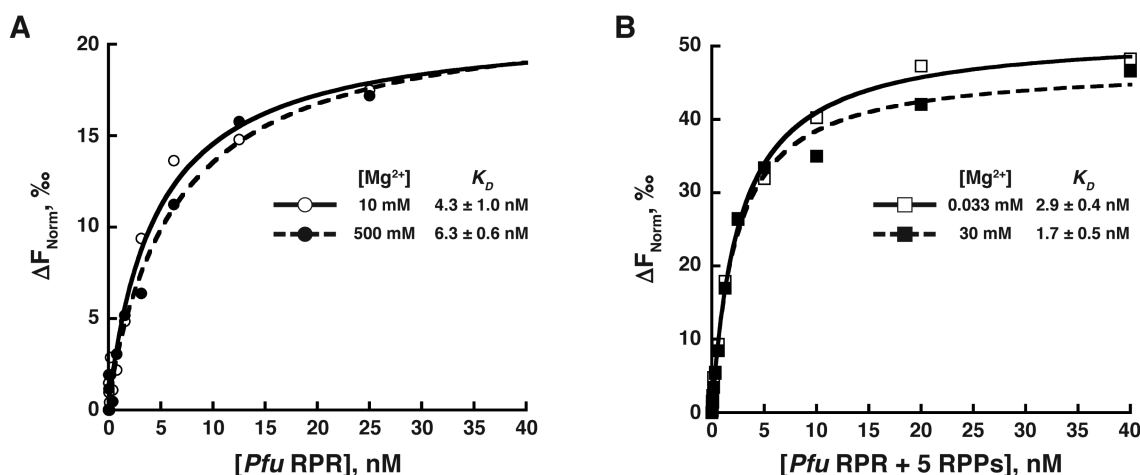 A
20
15
10
5
0
ΔF_Norm, ‰
[Mg²⁺] K_D
10 mM 4.3 ± 1.0 nM
500 mM 6.3 ± 0.6 nM
0 5 10 15 20 25 30 35 40
[Pfu RPR], nM
B
50
40
30
20
10
0
ΔF_Norm, ‰
[Mg²⁺] K_D
0.033 mM 2.9 ± 0.4 nM
30 mM 1.7 ± 0.5 nM
0 5 10 15 20 25 30 35 40
[Pfu RPR + 5 RPPs], nM